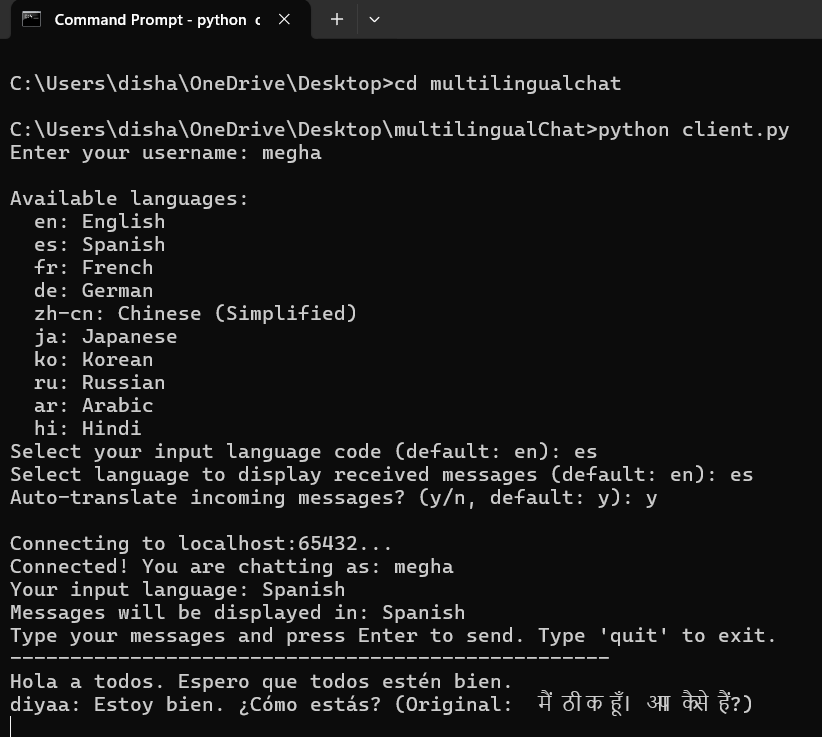 Command Prompt - python c
C:\Users\disha\OneDrive\Desktop>cd multilingualchat
C:\Users\disha\OneDrive\Desktop\multilingualChat>python client.py
Enter your username: megha
Available languages:
en: English
es: Spanish
fr: French
de: German
zh-cn: Chinese (Simplified)
ja: Japanese
ko: Korean
ru: Russian
ar: Arabic
hi: Hindi
Select your input language code (default: en): es
Select language to display received messages (default: en): es
Auto-translate incoming messages? (y/n, default: y): y
Connecting to localhost:65432...
Connected! You are chatting as: megha
Your input language: Spanish
Messages will be displayed in: Spanish
Type your messages and press Enter to send. Type 'quit' to exit.
--------------------------------------------------
Hola a todos. Espero que todos estén bien.
diyaa: Estoy bien. ¿Cómo estás? (Original: मैं ठीक हूँ। आप कैसे हैं?)